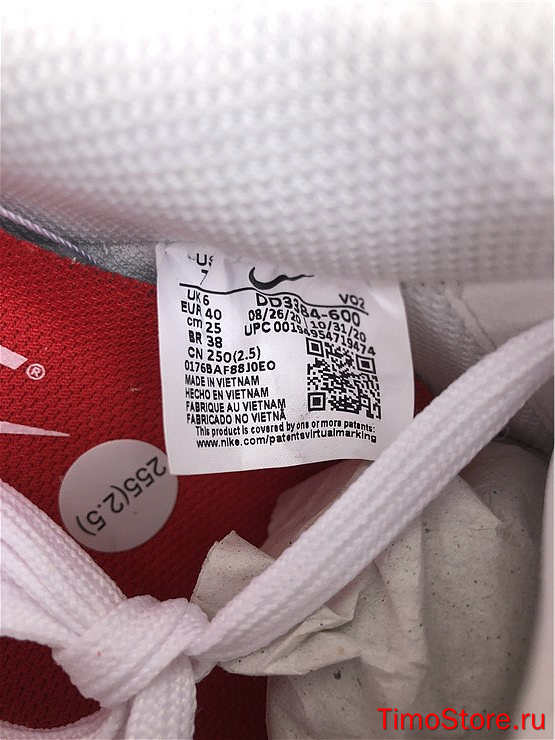 US
7
UK 6
EUR 40
cm 25
BR 38
CN 250(2.5)
0176BAF88J0EO
MADE IN VIETNAM
HECHO EN VIETNAM
FABRIQUE AU VIETNAM
FABRICADO NO VIETNÃ
This product is covered by one or more patents:
www.nike.com/patentsvirtualmarking
DD3384-600 VO2
08/26/20 10/31/20
UPC 00194954719474
®
255(2.5)
TimoStore.ru